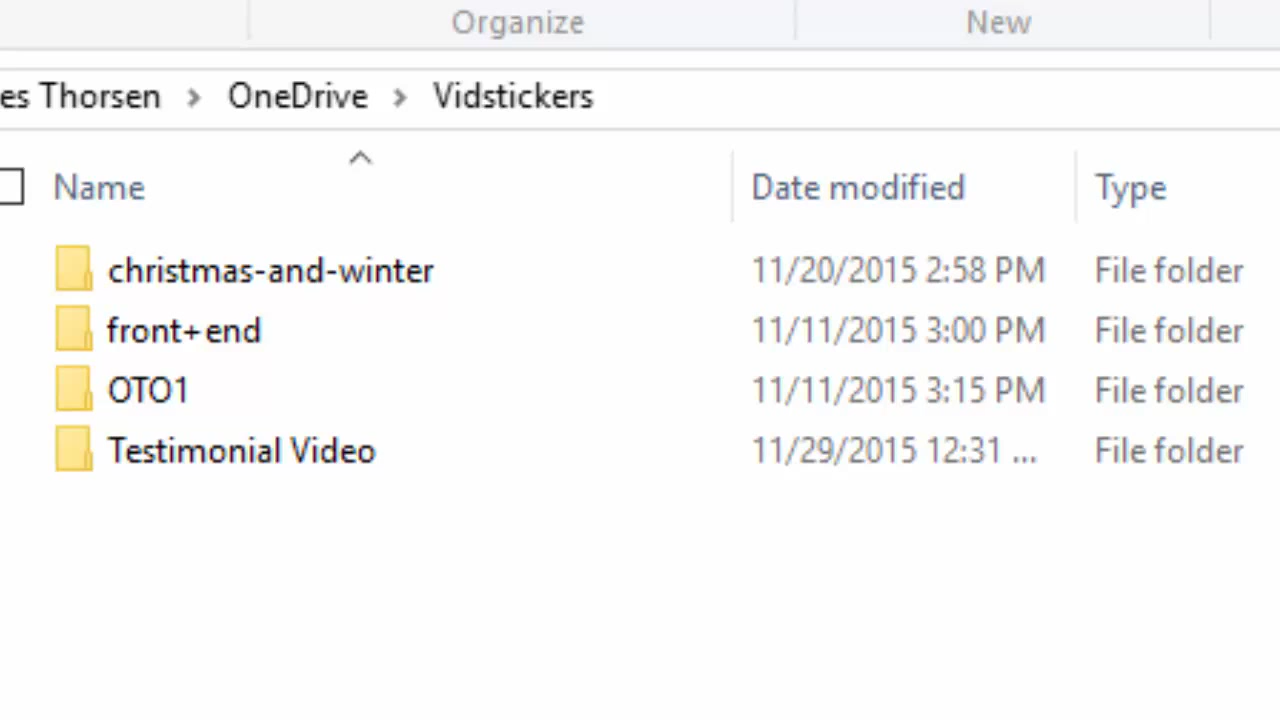 Organize New
es Thorsen > OneDrive > Vidstickers
Name Date modified Type
christmas-and-winter 11/20/2015 2:58 PM File folder
front+end 11/11/2015 3:00 PM File folder
OTO1 11/11/2015 3:15 PM File folder
Testimonial Video 11/29/2015 12:31 ... File folder